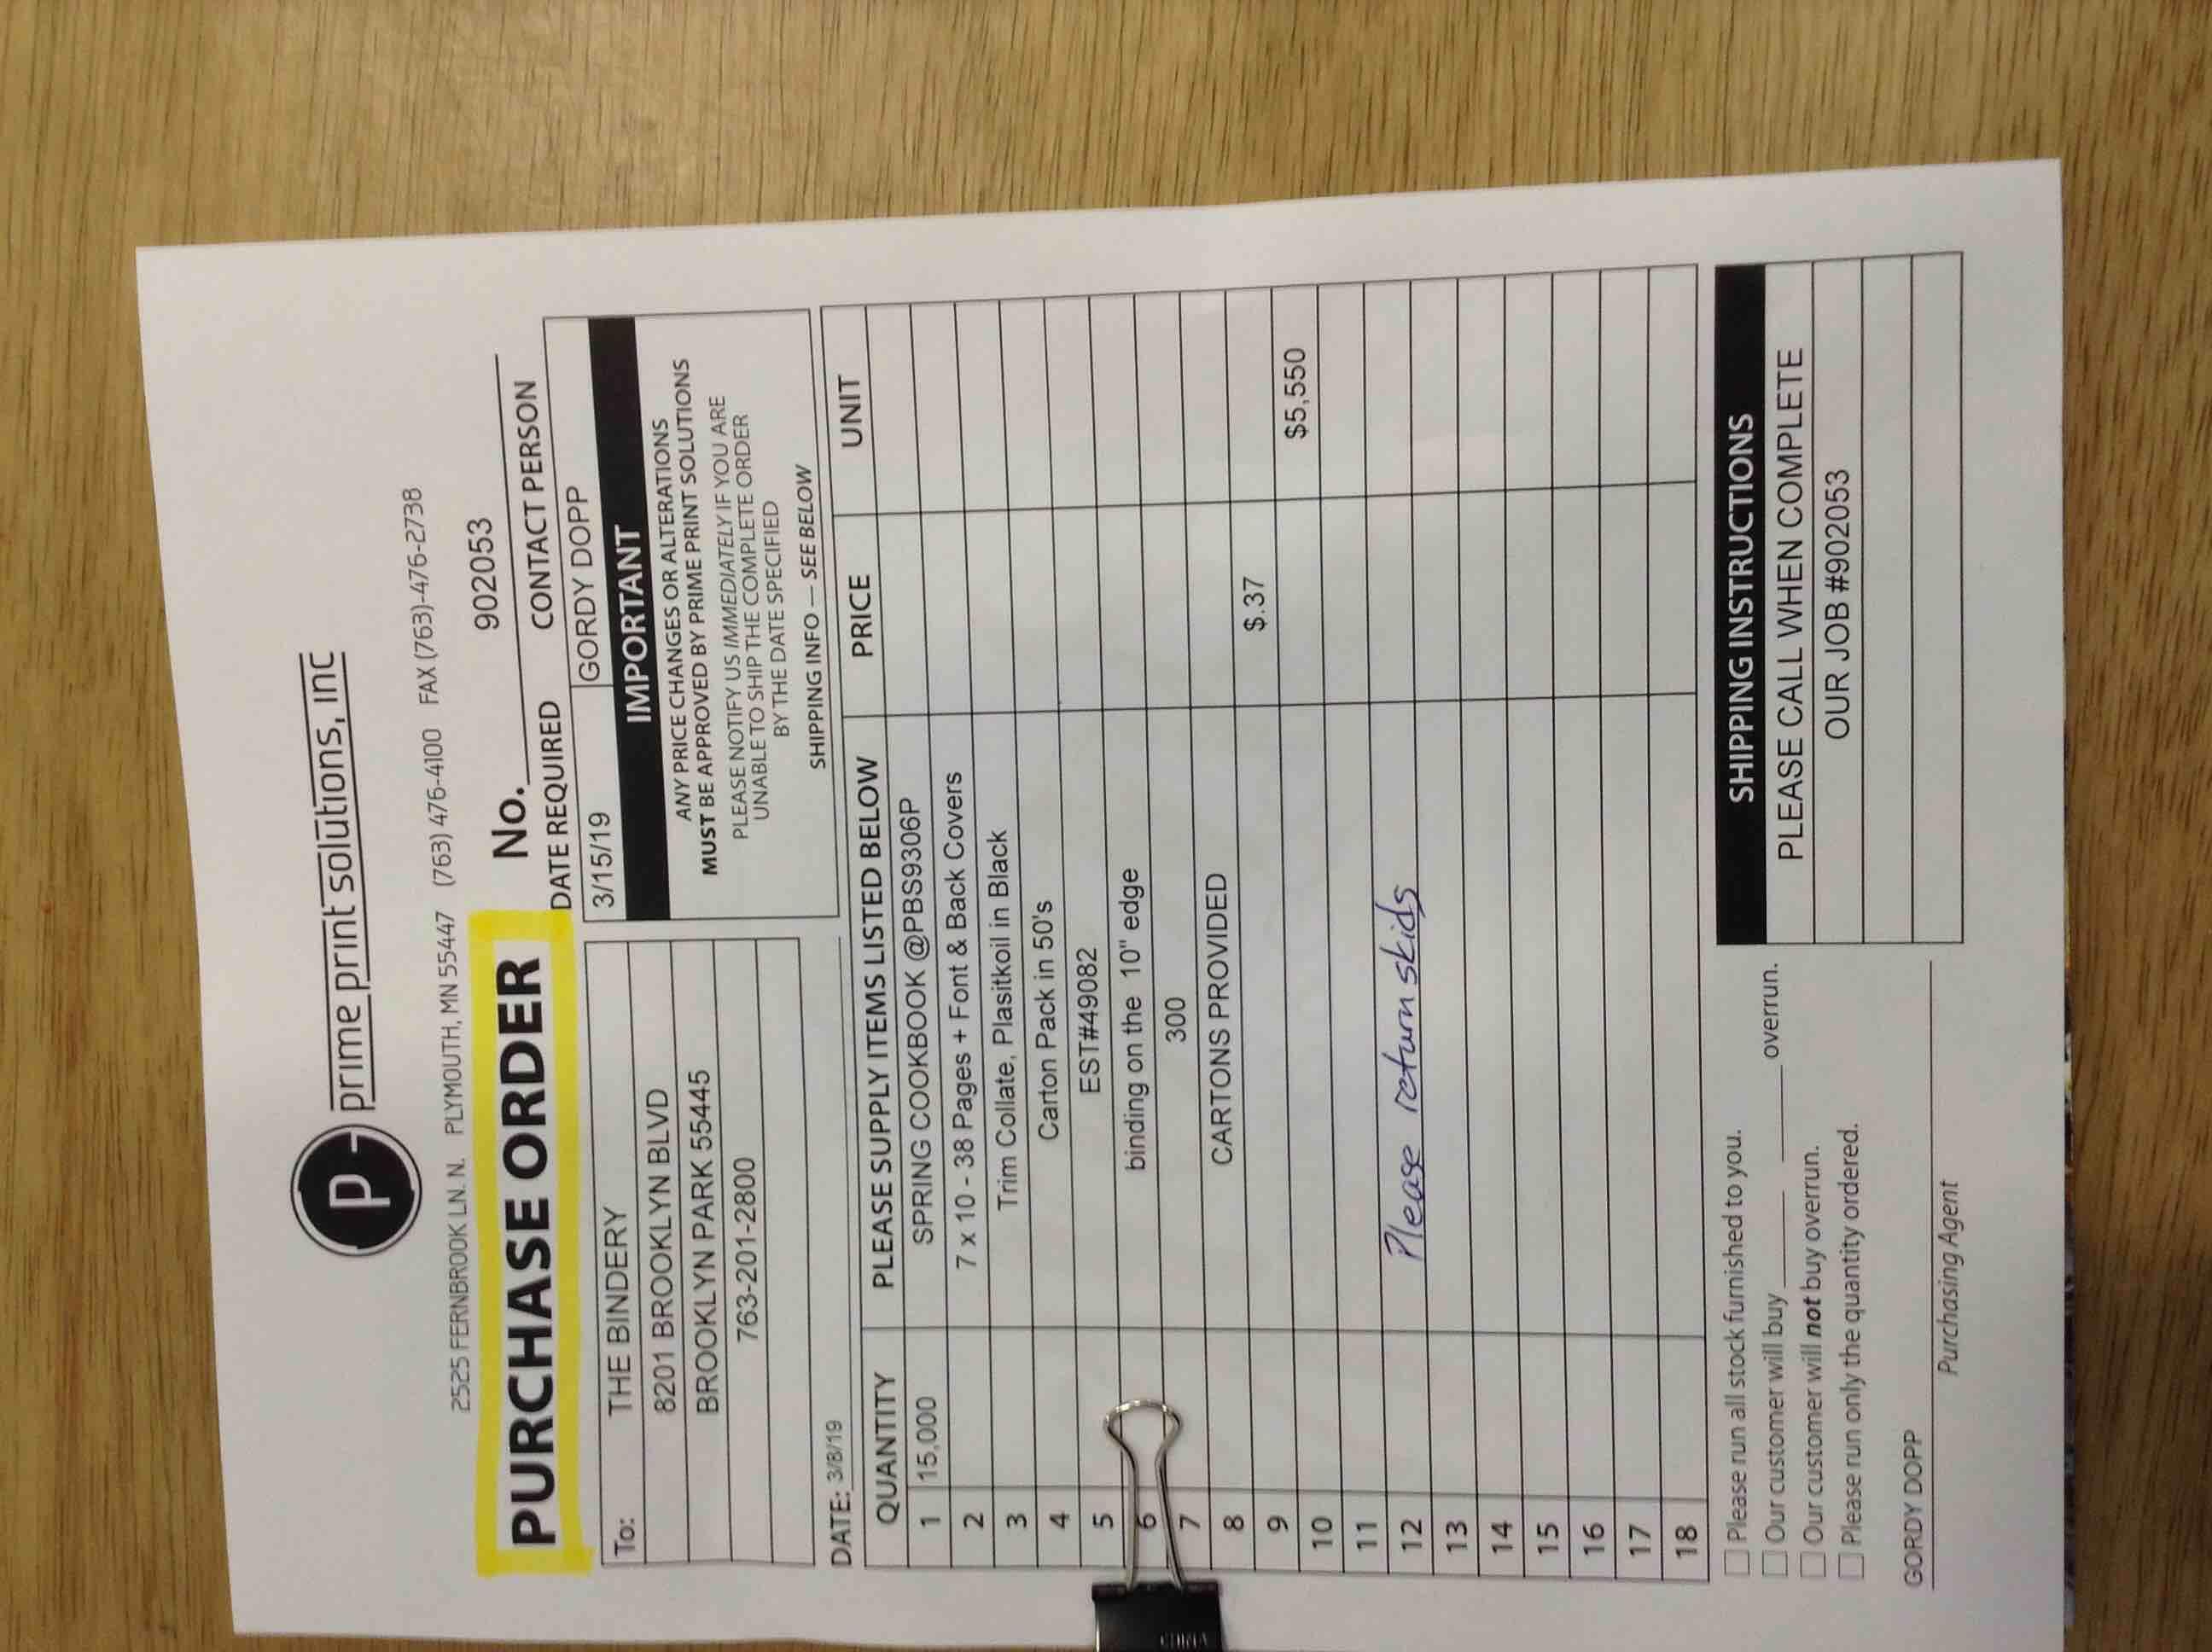 P prime print solutions, inc
2525 FERNBROOK LN. N. PLYMOUTH, MN 55447 (763) 476-4100 FAX (763)-476-2738
PURCHASE ORDER No. 902053
DATE REQUIRED CONTACT PERSON
3/15/19 GORDY DOPP
To: THE BINDERY
8201 BROOKLYN BLVD
BROOKLYN PARK 55445
763-201-2800
IMPORTANT
ANY PRICE CHANGES OR ALTERATIONS
MUST BE APPROVED BY PRIME PRINT SOLUTIONS
PLEASE NOTIFY US IMMEDIATELY IF YOU ARE
UNABLE TO SHIP THE COMPLETE ORDER
BY THE DATE SPECIFIED
SHIPPING INFO — SEE BELOW
DATE: 3/8/19
QUANTITY PLEASE SUPPLY ITEMS LISTED BELOW PRICE UNIT
1 15,000 SPRING COOKBOOK @PBS9306P
2 7 x 10 - 38 Pages + Font & Back Covers
3 Trim Collate, Plasitkoil in Black
4 Carton Pack in 50's
5 EST#49082
6 binding on the 10" edge
7 300
8 CARTONS PROVIDED $.37
9 $5,550
10
11
12 Please return skids
13
14
15
16
17
18
Please run all stock furnished to you.
Our customer will buy ______ ______ overrun.
Our customer will not buy overrun.
Please run only the quantity ordered.
GORDY DOPP
Purchasing Agent
SHIPPING INSTRUCTIONS
PLEASE CALL WHEN COMPLETE
OUR JOB #902053
CHINA